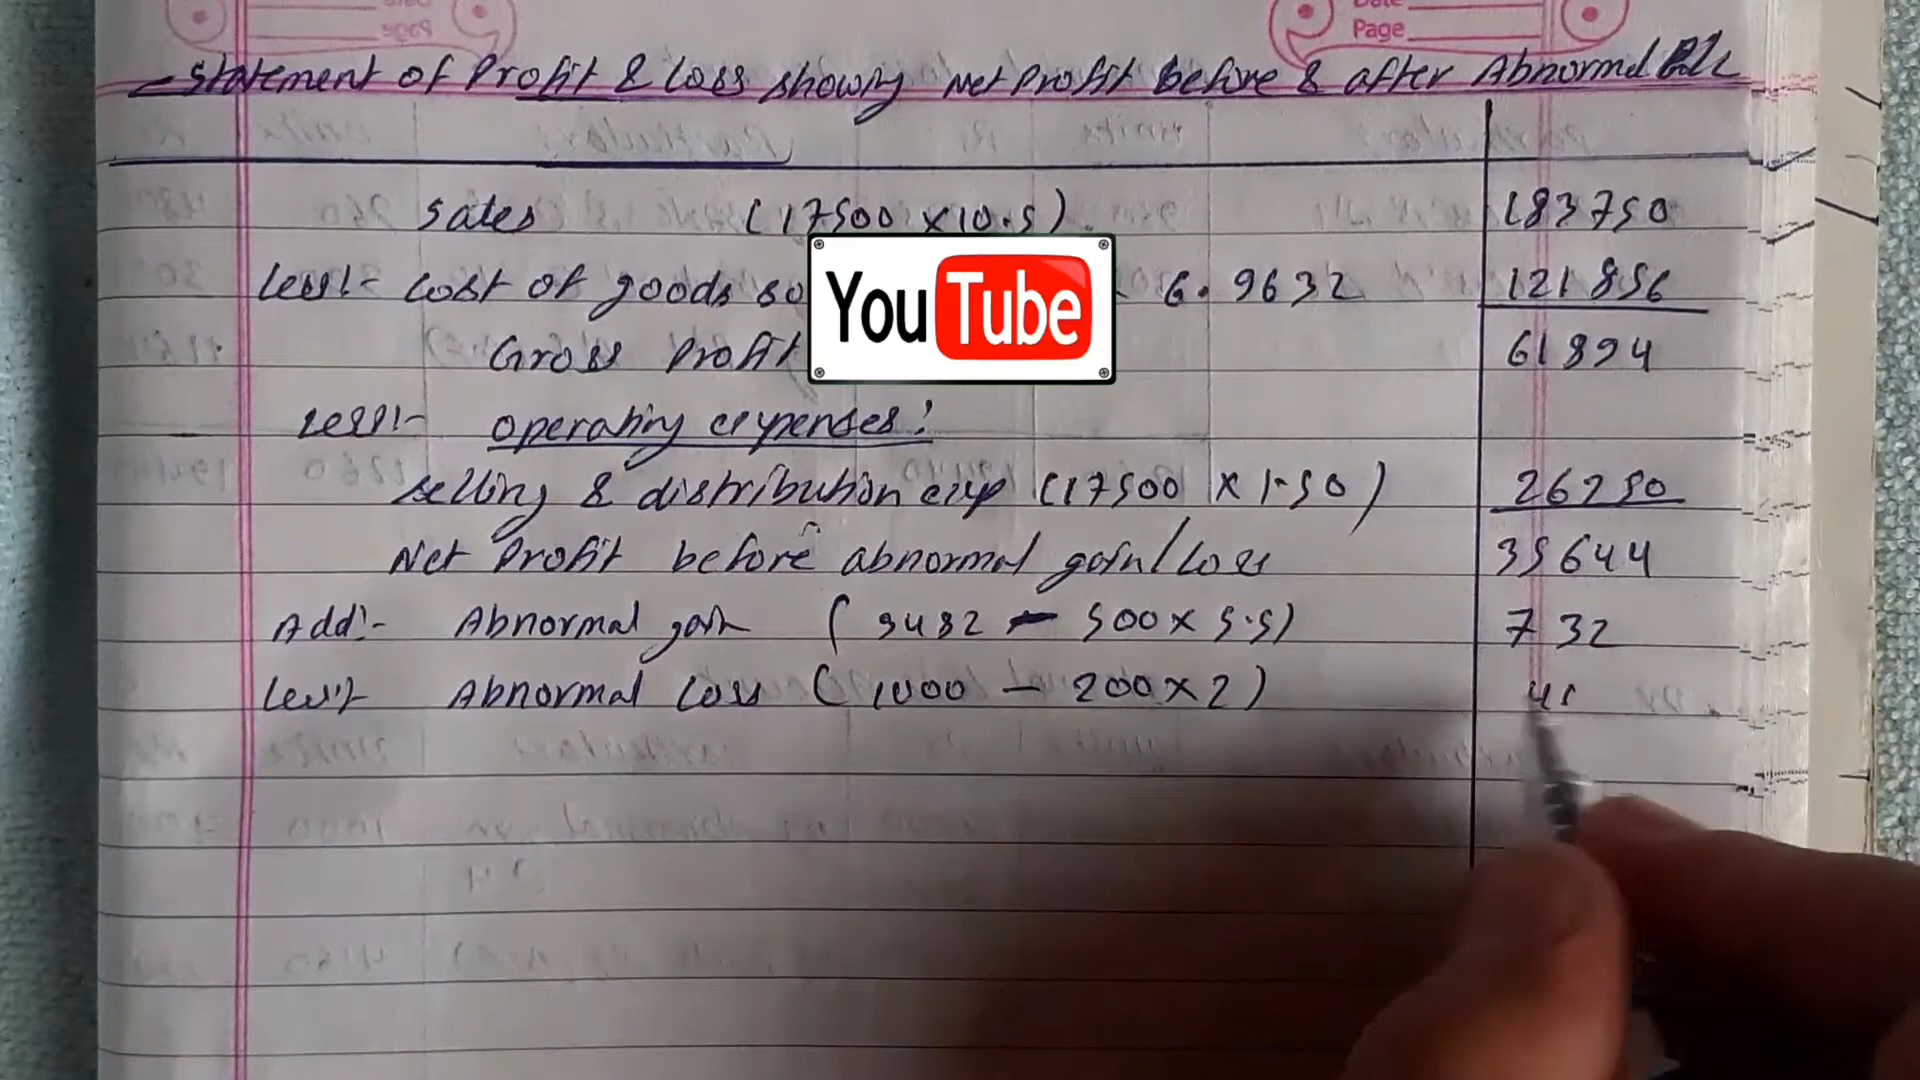 Date
Page
Statement of Profit & Loss showing Net Profit before & after Abnormal
Sales (17500 x 10.5) 183750
Less:- Cost of goods so 6.9632 121856
YouTube
Gross Profit 61894
Less:- operating expenses:
selling & distribution exp (17500 x 1.50) 26250
Net Profit before abnormal gain/Loss 35644
Add:- Abnormal gain (3482 - 500 x 5.5) 732
Less:- Abnormal Loss (1000 - 200 x 2)